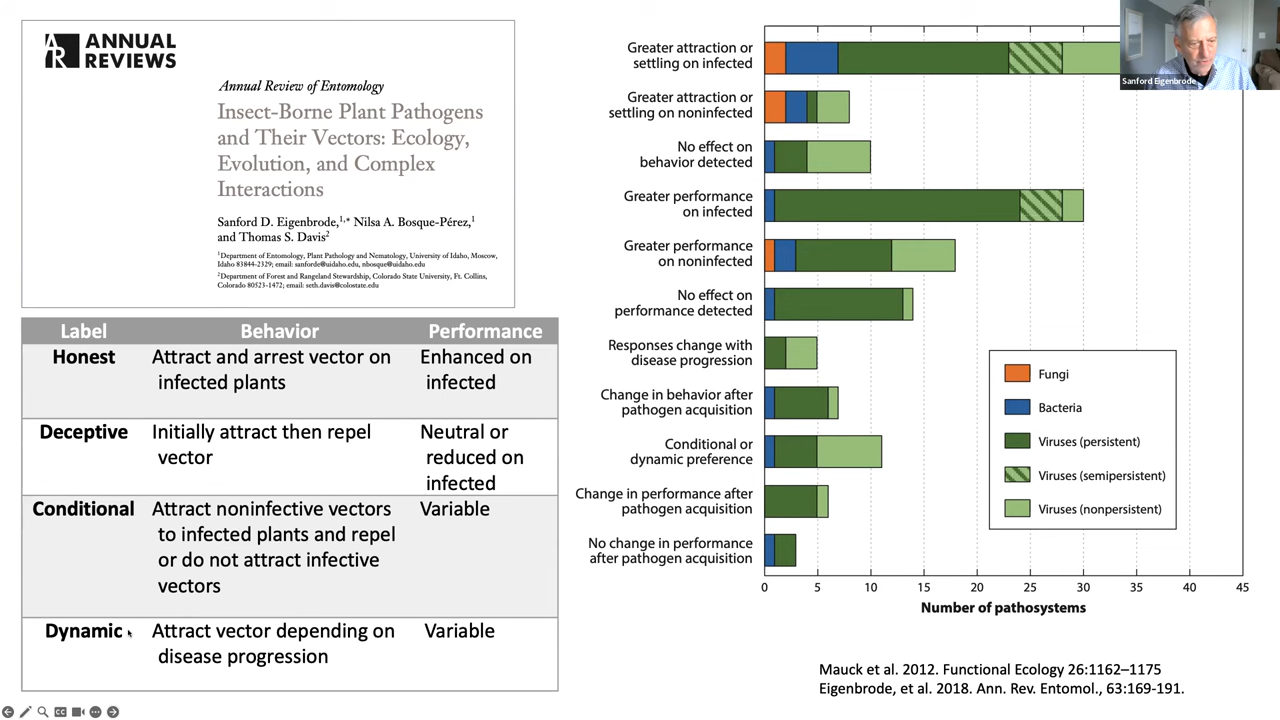 ANNUAL
REVIEWS
Annual Review of Entomology
Insect-Borne Plant Pathogens
and Their Vectors: Ecology,
Evolution, and Complex
Interactions
Sanford D. Eigenbrode,1,* Nilsa A. Bosque-Pérez,1
and Thomas S. Davis2
1Department of Entomology, Plant Pathology and Nematology, University of Idaho, Moscow,
Idaho 83844-2329; email: sanforde@uidaho.edu, nbosque@uidaho.edu
2Department of Forest and Rangeland Stewardship, Colorado State University, Ft. Collins,
Colorado 80523-1472; email: seth.davis@colostate.edu
Label Behavior Performance
Honest Attract and arrest vector on Enhanced on
infected plants infected
Deceptive Initially attract then repel Neutral or
vector reduced on
infected
Conditional Attract noninfective vectors Variable
to infected plants and repel
or do not attract infective
vectors
Dynamic Attract vector depending on Variable
disease progression
Greater attraction or
settling on infected
Greater attraction or
settling on noninfected
No effect on
behavior detected
Greater performance
on infected
Greater performance
on noninfected
No effect on
performance detected
Responses change with
disease progression
Change in behavior after
pathogen acquisition
Conditional or
dynamic preference
Change in performance after
pathogen acquisition
No change in performance
after pathogen acquisition
0 5 10 15 20 25 30 35 40 45
Number of pathosystems
Fungi
Bacteria
Viruses (persistent)
Viruses (semipersistent)
Viruses (nonpersistent)
Sanford Eigenbrode
Mauck et al. 2012. Functional Ecology 26:1162–1175
Eigenbrode, et al. 2018. Ann. Rev. Entomol., 63:169-191.